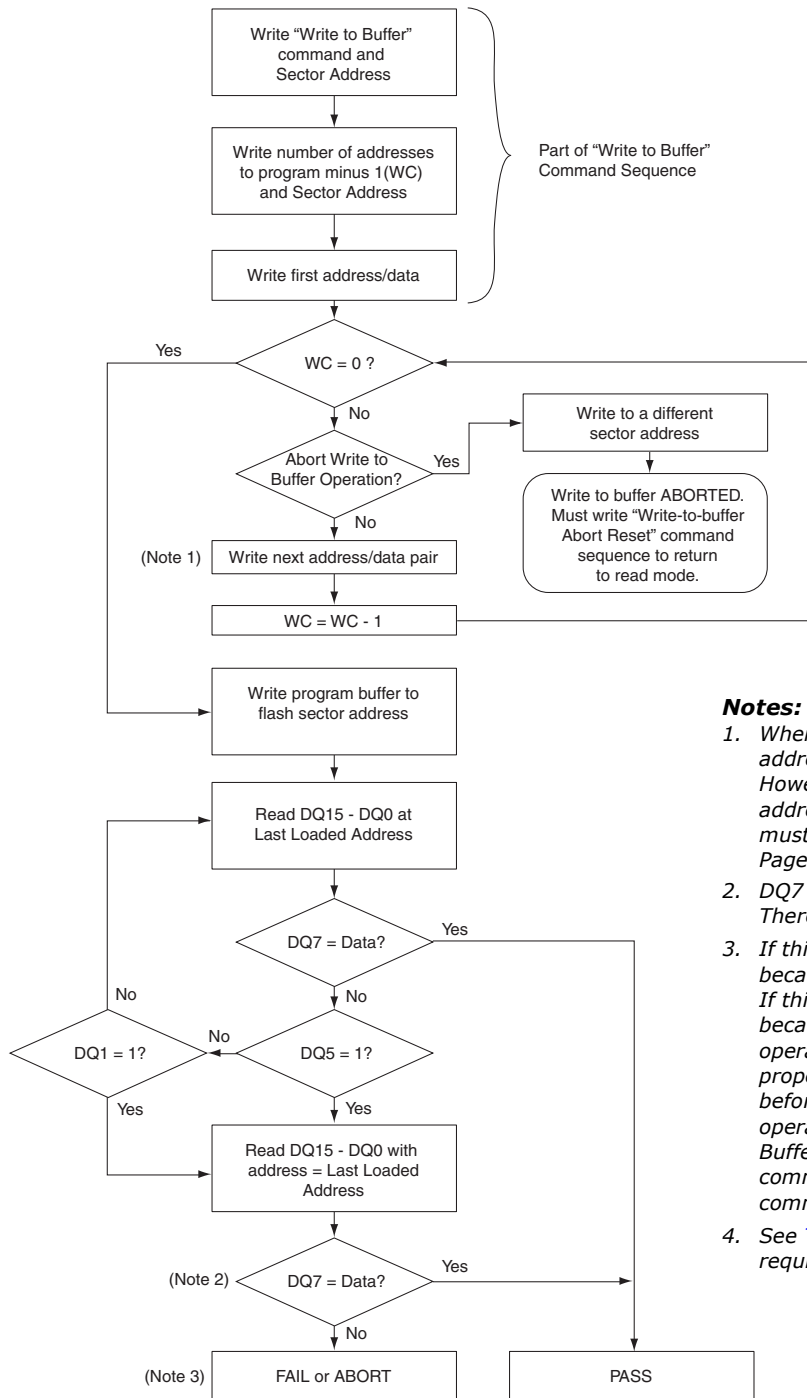 Write “Write to Buffer”
command and
Sector Address
Write number of addresses
to program minus 1(WC)
and Sector Address
Part of “Write to Buffer”
Command Sequence
Write first address/data
Yes
WC = 0 ?
No
Write to a different
sector address
Abort Write to
Buffer Operation?
Yes
No
Write to buffer ABORTED.
Must write “Write-to-buffer
Abort Reset” command
sequence to return
to read mode.
(Note 1)
Write next address/data pair
WC = WC - 1
Write program buffer to
flash sector address
Read DQ15 - DQ0 at
Last Loaded Address
DQ7 = Data?
Yes
No
No
DQ1 = 1?
No
DQ5 = 1?
Yes
Yes
Read DQ15 - DQ0 with
address = Last Loaded
Address
(Note 2)
DQ7 = Data?
Yes
No
(Note 3)
FAIL or ABORT
PASS
Notes:
1. When
addre
Howe
addre
must
Page
2. DQ7
There
3. If thi
beca
If thi
beca
opera
prope
befor
opera
Buffe
comm
comm
4. See
requi